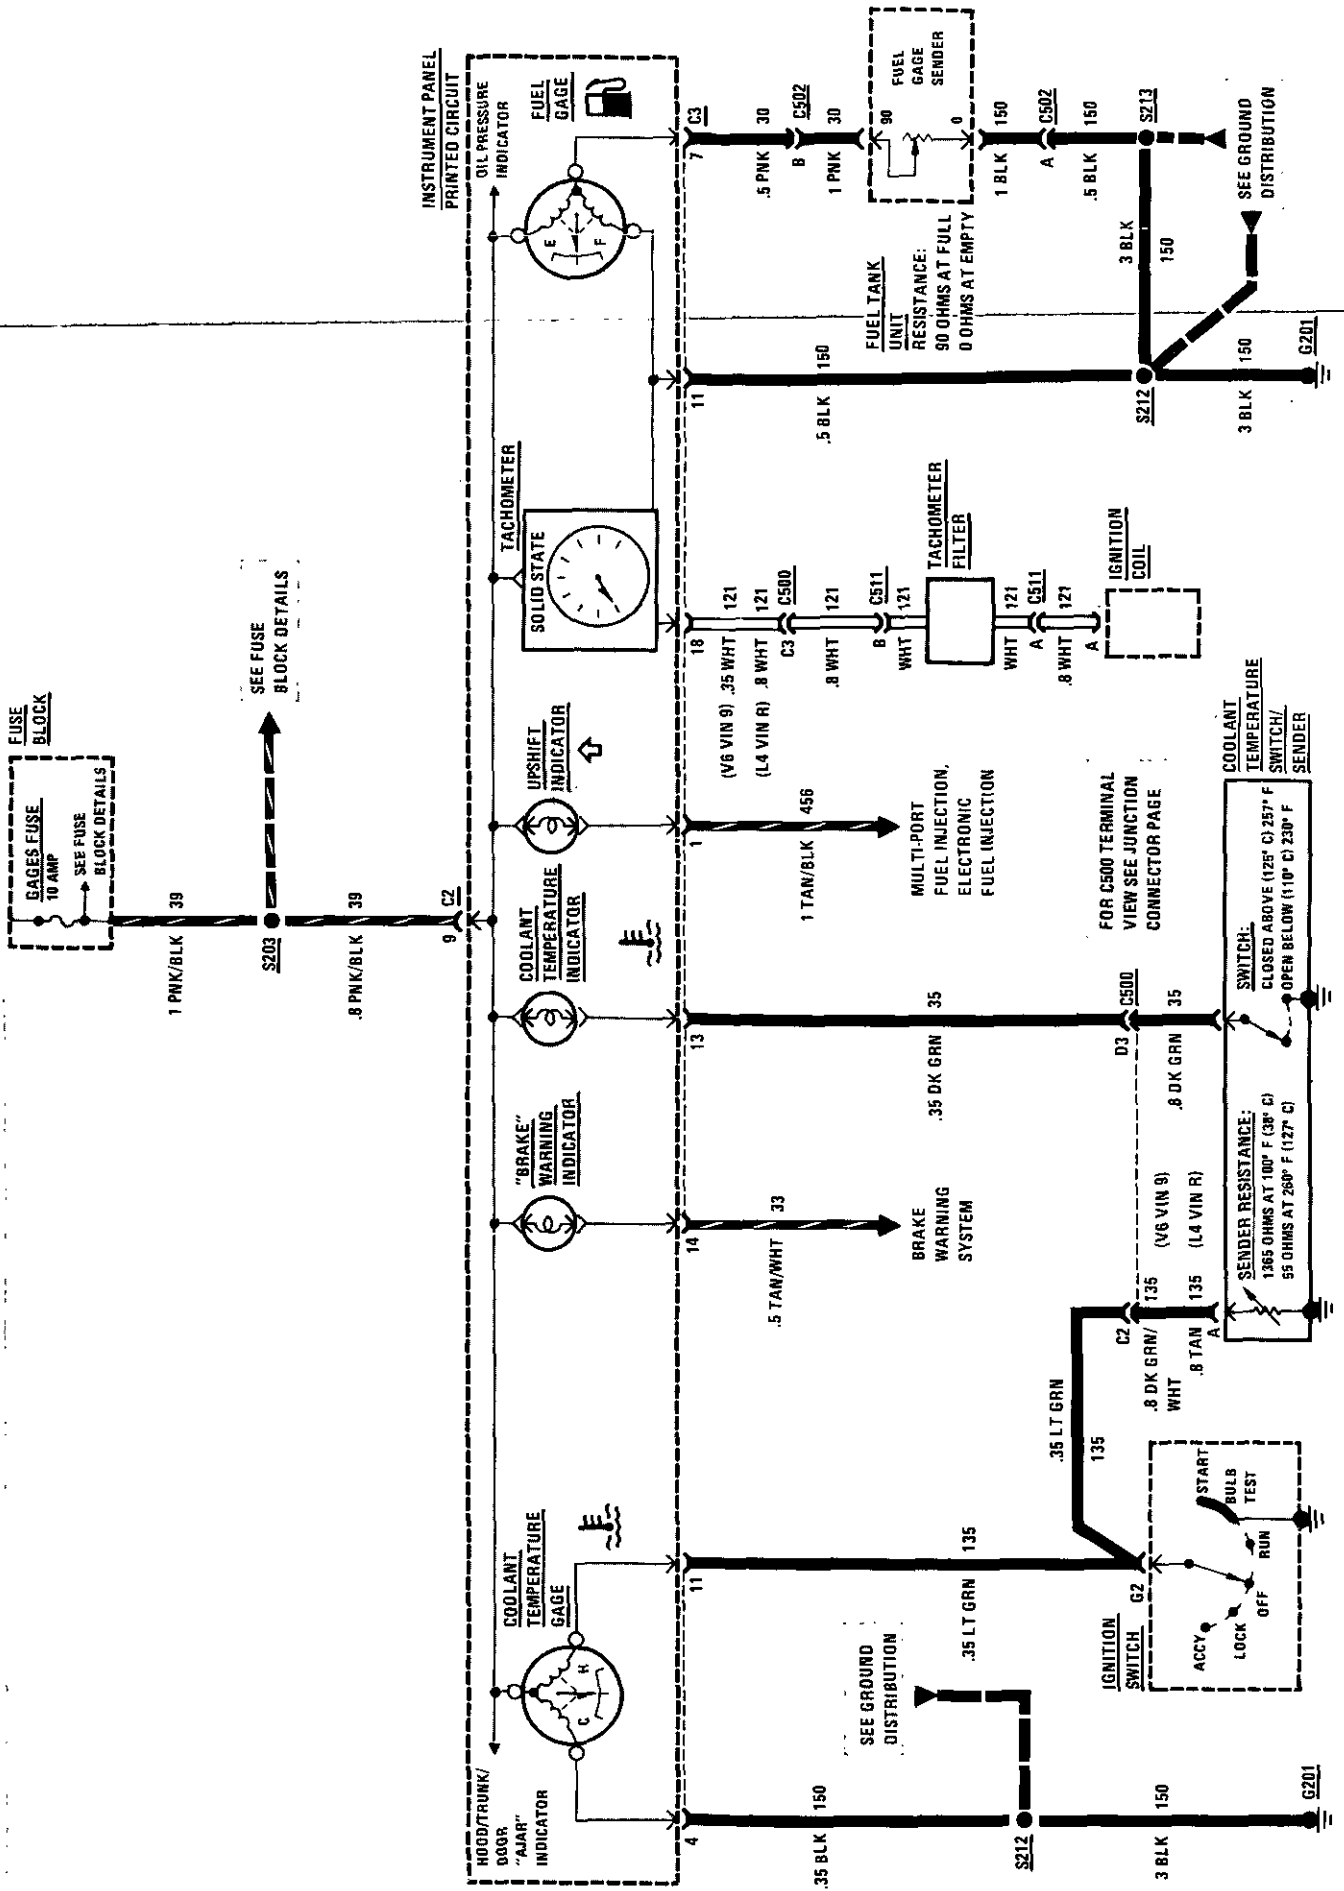 FUSE
BLOCK
GAGES FUSE
10 AMP
SEE FUSE
BLOCK DETAILS
1 PNK/BLK
39
S203
SEE FUSE
BLOCK DETAILS
.8 PNK/BLK
39
9
C2
INSTRUMENT PANEL
PRINTED CIRCUIT
HOOD/TRUNK/
DOOR
"AJAR"
INDICATOR
COOLANT
TEMPERATURE
GAGE
C
H
"BRAKE"
WARNING
INDICATOR
COOLANT
TEMPERATURE
INDICATOR
UPSHIFT
INDICATOR
TACHOMETER
SOLID STATE
OIL PRESSURE
INDICATOR
FUEL
GAGE
E
F
4
11
14
13
1
18
11
7
C3
.35 BLK
150
SEE GROUND
DISTRIBUTION
S212
3 BLK
150
G201
.35 LT GRN
135
.35 LT GRN
135
G2
IGNITION
SWITCH
ACCY
LOCK
OFF
RUN
BULB
TEST
START
.5 TAN/WHT
33
BRAKE
WARNING
SYSTEM
C2
.8 DK GRN/
WHT
135
(V6 VIN 9)
.8 TAN
135
(L4 VIN R)
A
SENDER RESISTANCE:
1365 OHMS AT 100° F (38° C)
55 OHMS AT 260° F (127° C)
.35 DK GRN
35
D3
C500
.8 DK GRN
35
SWITCH:
CLOSED ABOVE (125° C) 257° F
OPEN BELOW (110° C) 230° F
COOLANT
TEMPERATURE
SWITCH/
SENDER
1 TAN/BLK
456
MULTI-PORT
FUEL INJECTION,
ELECTRONIC
FUEL INJECTION
FOR C500 TERMINAL
VIEW SEE JUNCTION
CONNECTOR PAGE
(V6 VIN 9) .35 WHT
121
(L4 VIN R) .8 WHT
121
C3
C500
.8 WHT
121
B
C511
WHT
121
TACHOMETER
FILTER
WHT
121
A
C511
.8 WHT
121
A
IGNITION
COIL
.5 BLK
150
S212
3 BLK
150
G201
.5 PNK
30
B
C502
1 PNK
30
FUEL
GAGE
SENDER
90
0
FUEL TANK
UNIT
RESISTANCE:
90 OHMS AT FULL
0 OHMS AT EMPTY
1 BLK
150
A
C502
.5 BLK
150
S213
3 BLK
150
SEE GROUND
DISTRIBUTION